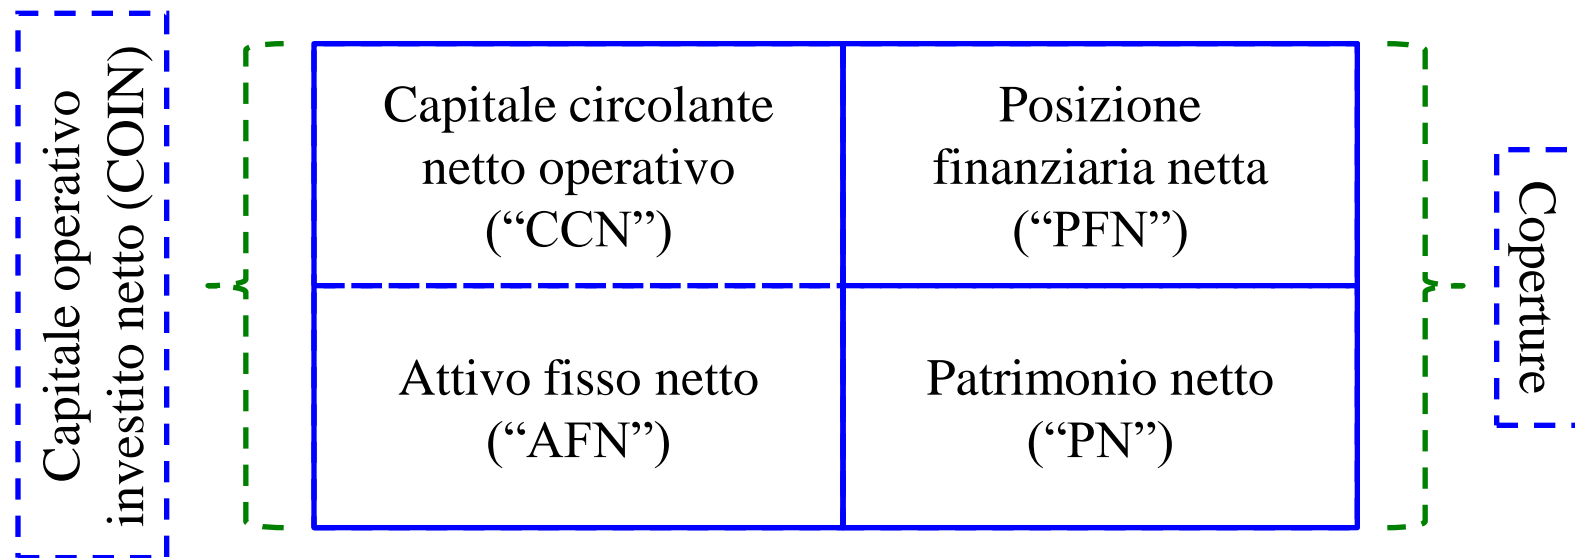 Capitale operativo
investito netto (COIN)
Capitale circolante
netto operativo
(“CCN”)
Posizione
finanziaria netta
(“PFN”)
Attivo fisso netto
(“AFN”)
Patrimonio netto
(“PN”)
Coperture